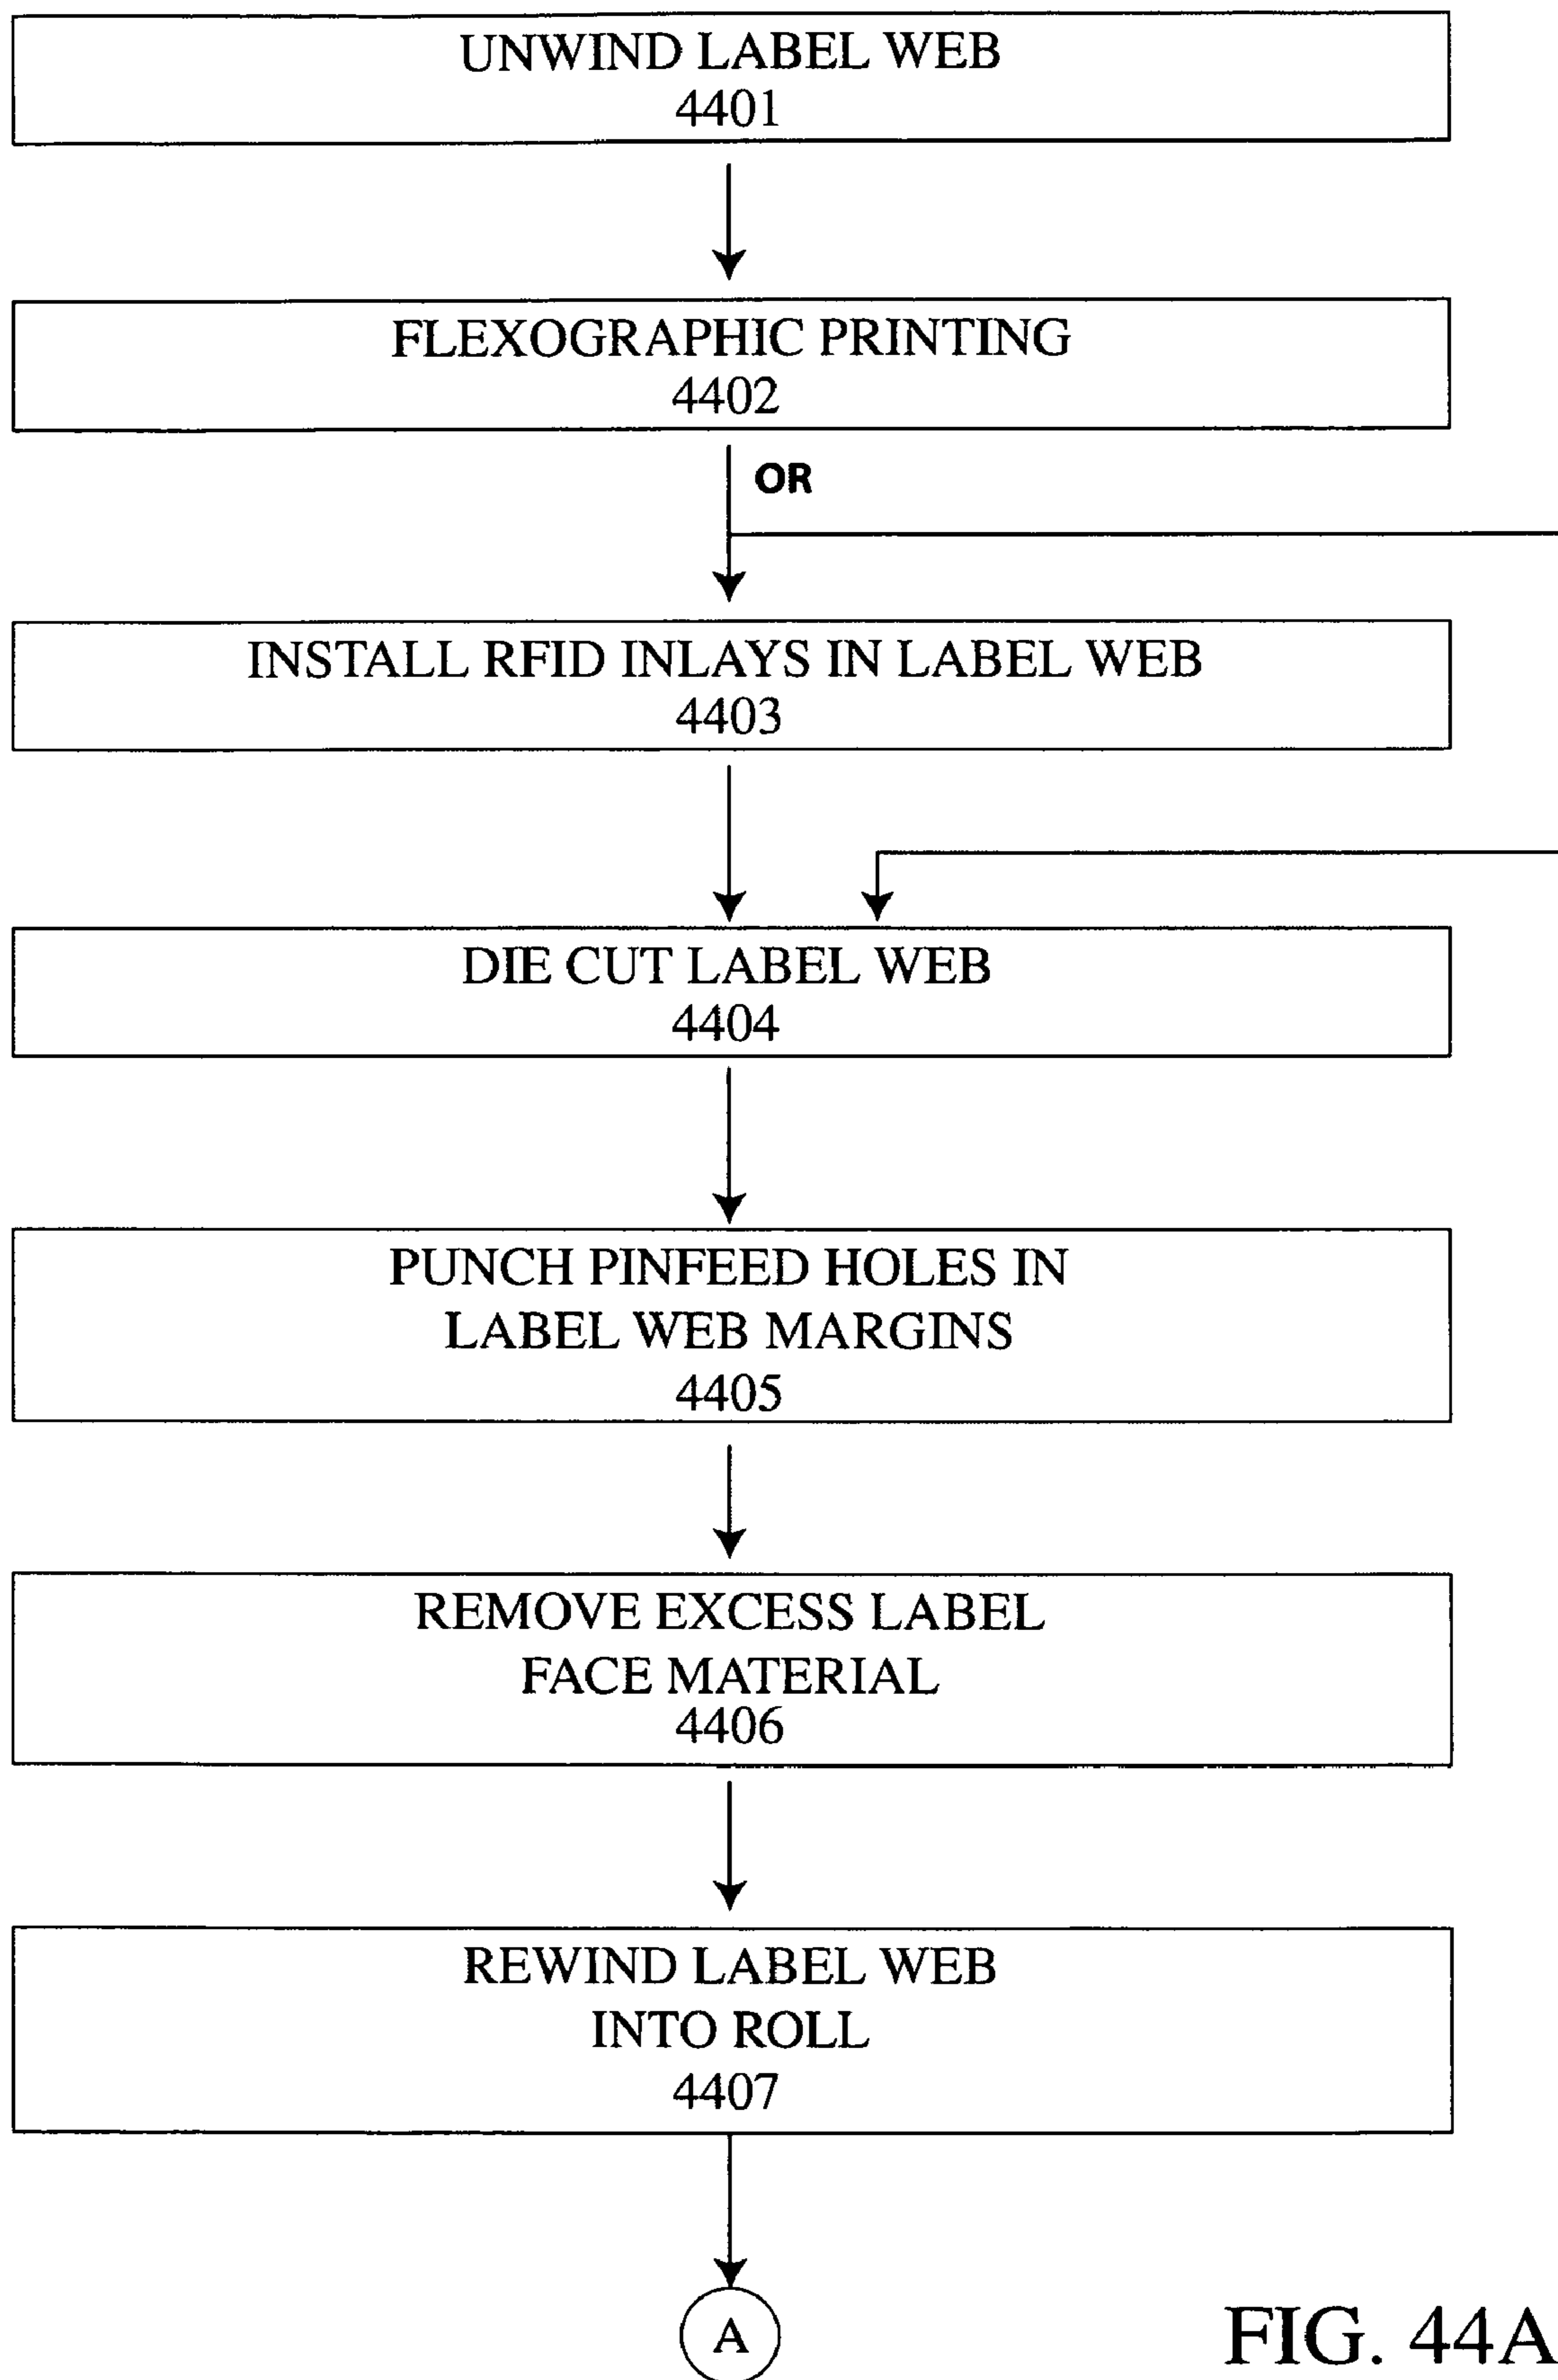 UNWIND LABEL WEB
4401
FLEXOGRAPHIC PRINTING
4402
OR
INSTALL RFID INLAYS IN LABEL WEB
4403
DIE CUT LABEL WEB
4404
PUNCH PINFEED HOLES IN
LABEL WEB MARGINS
4405
REMOVE EXCESS LABEL
FACE MATERIAL
4406
REWIND LABEL WEB
INTO ROLL
4407
A
FIG. 44A